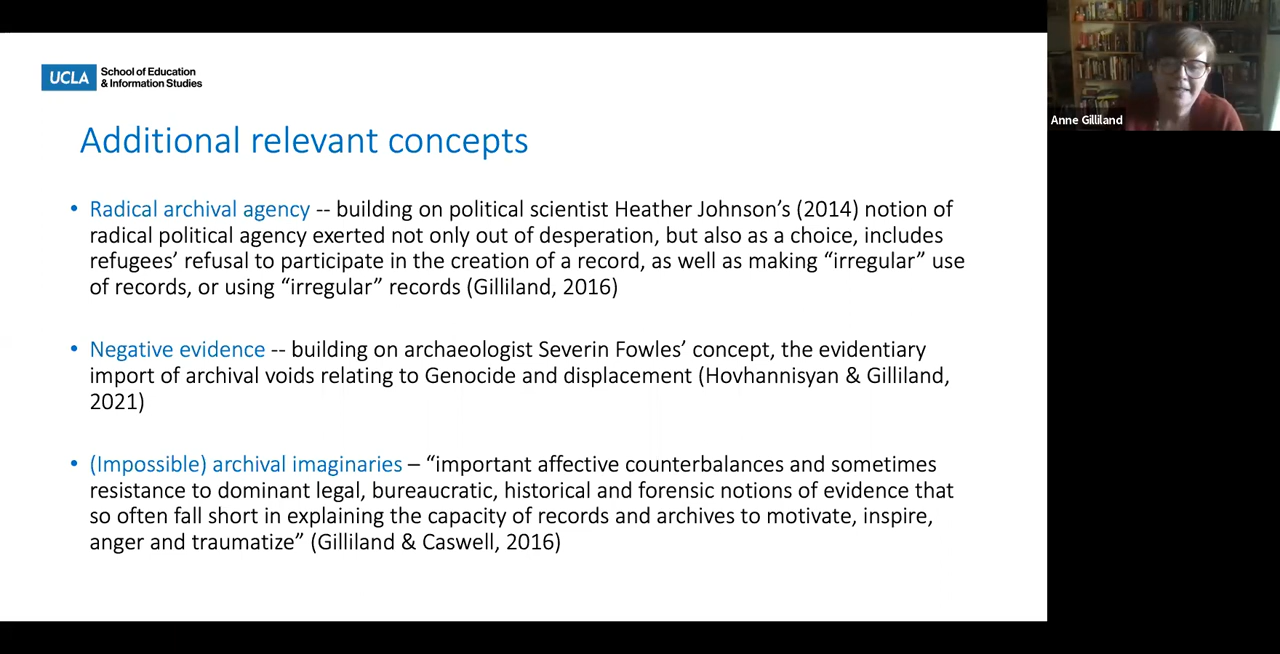 UCLA School of Education
& Information Studies
Additional relevant concepts
• Radical archival agency -- building on political scientist Heather Johnson’s (2014) notion of
radical political agency exerted not only out of desperation, but also as a choice, includes
refugees’ refusal to participate in the creation of a record, as well as making “irregular” use
of records, or using “irregular” records (Gilliland, 2016)
• Negative evidence -- building on archaeologist Severin Fowles’ concept, the evidentiary
import of archival voids relating to Genocide and displacement (Hovhannisyan & Gilliland,
2021)
• (Impossible) archival imaginaries – “important affective counterbalances and sometimes
resistance to dominant legal, bureaucratic, historical and forensic notions of evidence that
so often fall short in explaining the capacity of records and archives to motivate, inspire,
anger and traumatize” (Gilliland & Caswell, 2016)
Anne Gilliland